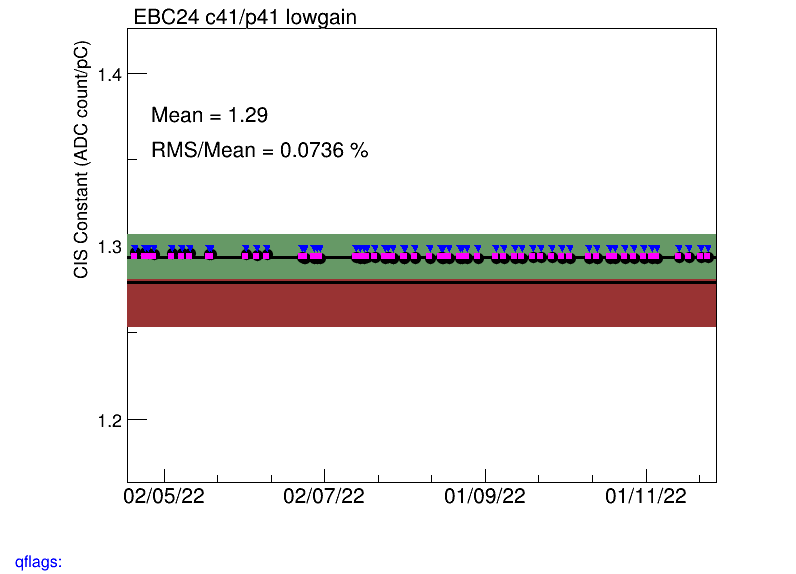 EBC24 c41/p41 lowgain
CIS Constant (ADC count/pC)
1.4
1.3
1.2
Mean = 1.29
RMS/Mean = 0.0736 %
02/05/22
02/07/22
01/09/22
01/11/22
qflags: